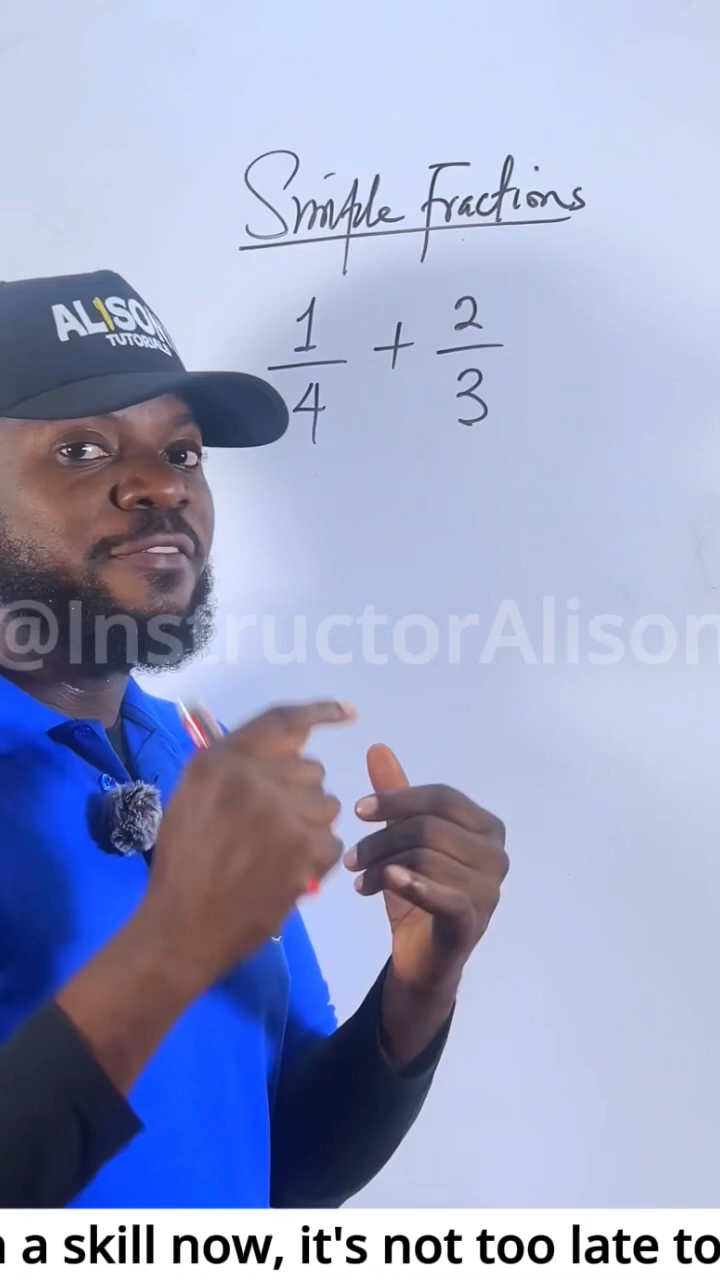 Simple Fractions
1/4 + 2/3
ALISON
TUTORIALS
@InstructorAlison
a skill now, it's not too late to